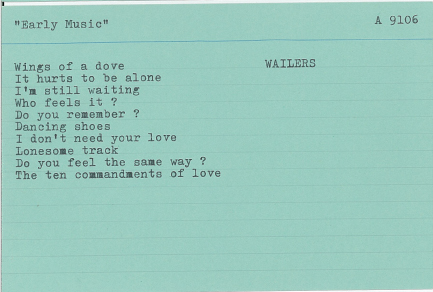 "Early Music" A 9106
Wings of a dove WAILERS
It hurts to be alone
I'm still waiting
Who feels it ?
Do you remember ?
Dancing shoes
I don't need your love
Lonesome track
Do you feel the same way ?
The ten commandments of love